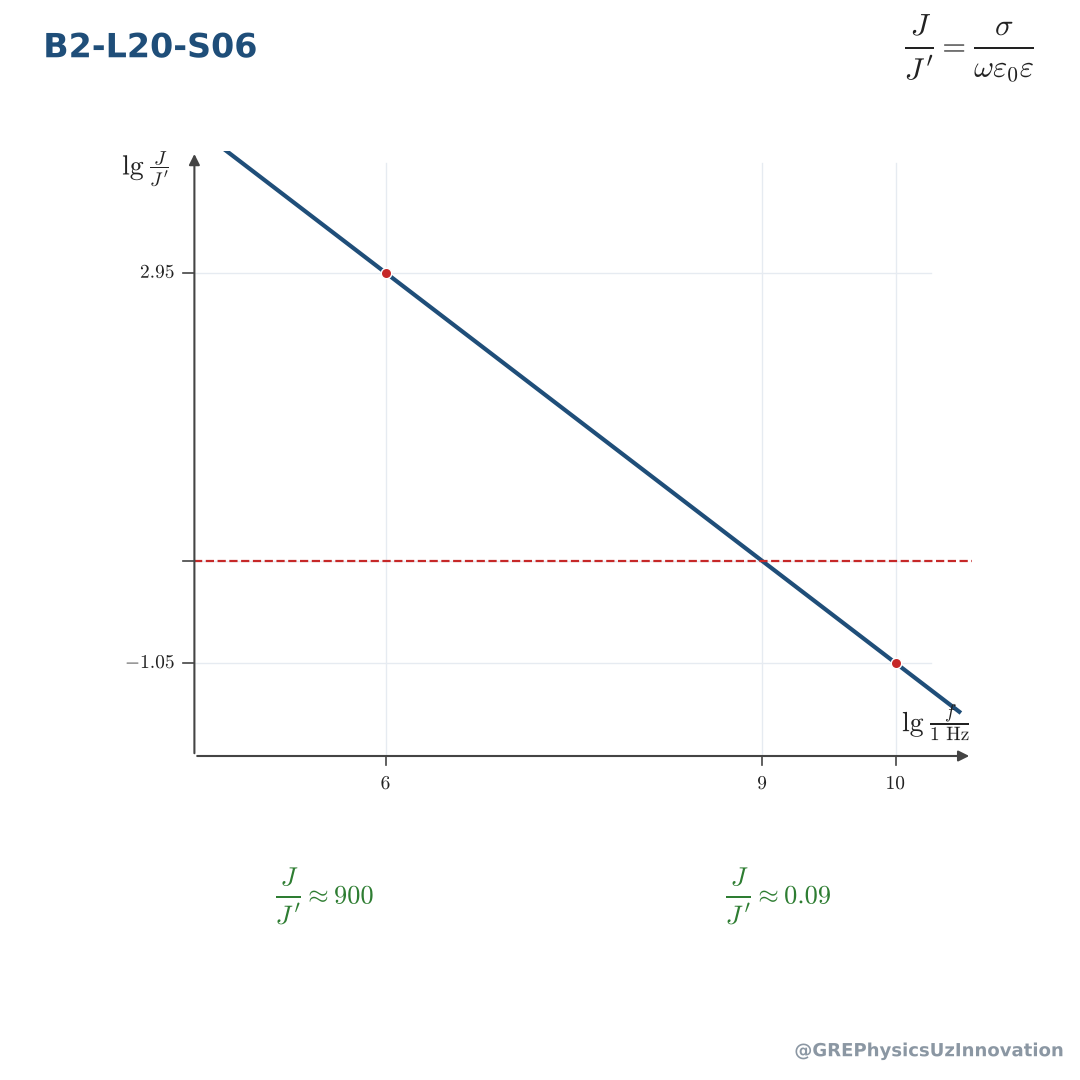 B2-L20-S06
J/J′ = σ/(ωε₀ε)
lg J/J′
2.95
−1.05
lg f/1 Hz
6 9 10
J/J′ ≈ 900
J/J′ ≈ 0.09
@GREPhysicsUzInnovation